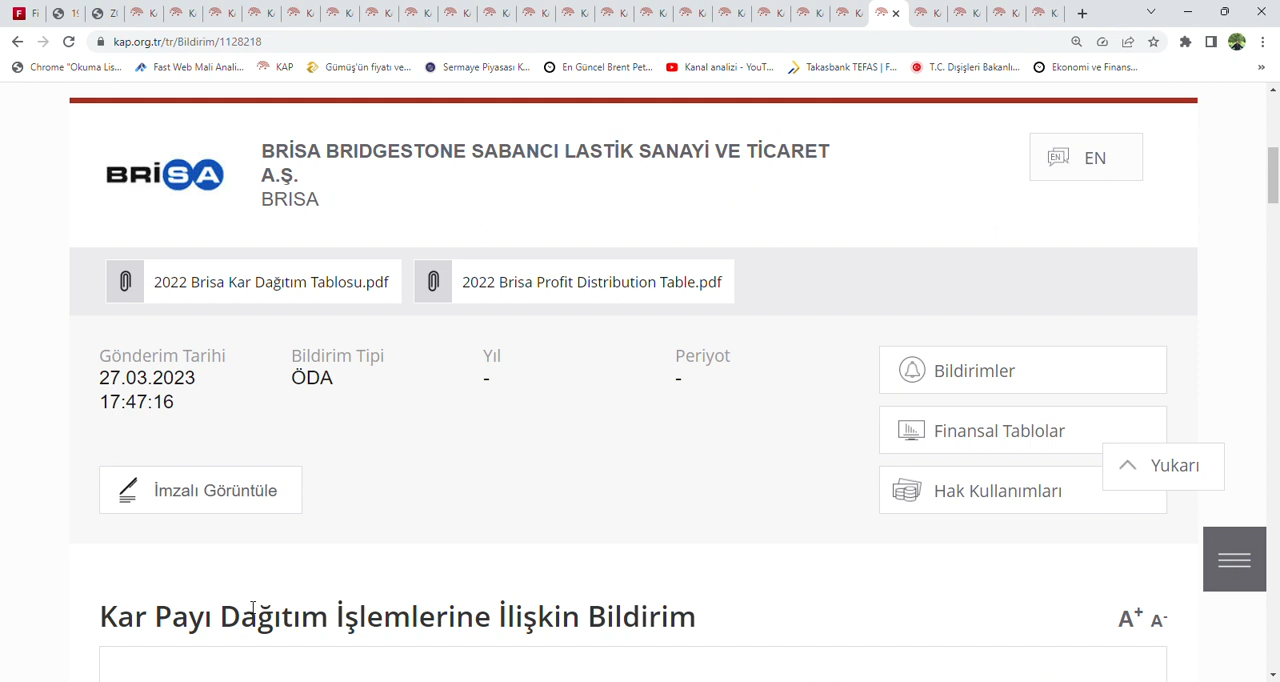 Fi
19
Z(
kap.org.tr/tr/Bildirim/1128218
Chrome "Okuma Lis...
Fast Web Mali Anali...
KAP
Gümüş'ün fiyatı ve...
Sermaye Piyasası K...
En Güncel Brent Pet...
Kanal analizi - YouT...
Takasbank TEFAS | F...
T.C. Dışişleri Bakanlı...
Ekonomi ve Finans...
»
BRİSA
BRİSA BRIDGESTONE SABANCI LASTİK SANAYİ VE TİCARET
A.Ş.
BRISA
EN
EN
2022 Brisa Kar Dağıtım Tablosu.pdf
2022 Brisa Profit Distribution Table.pdf
Gönderim Tarihi
27.03.2023
17:47:16
Bildirim Tipi
ÖDA
Yıl
-
Periyot
-
Bildirimler
Finansal Tablolar
Yukarı
Hak Kullanımları
İmzalı Görüntüle
Kar Payı Dağıtım İşlemlerine İlişkin Bildirim
A+ A-